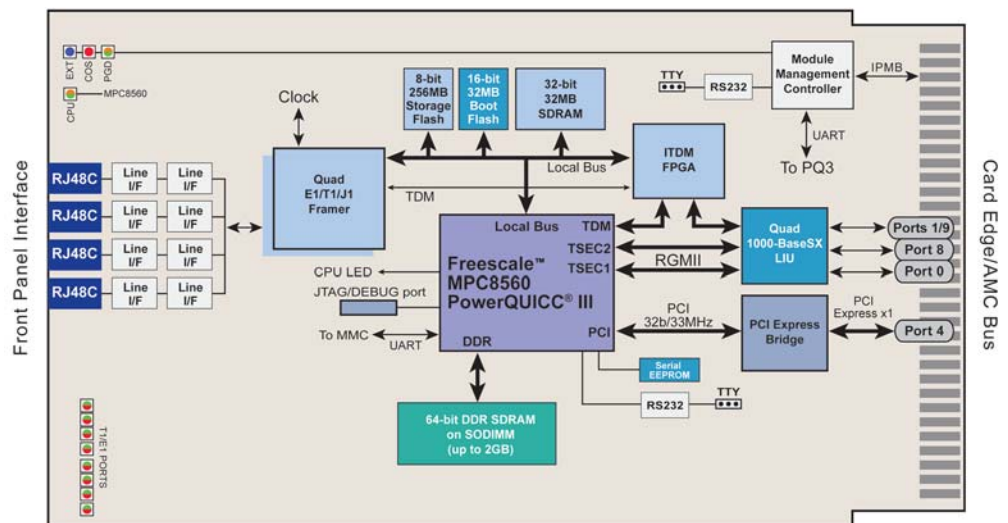 EXT
COS
PGD
CPU
MPC8560
Module
Management
Controller
IPMB
TTY
RS232
UART
To PQ3
Clock
8-bit
256MB
Storage
Flash
16-bit
32MB
Boot
Flash
32-bit
32MB
SDRAM
Local Bus
TDM
ITDM
FPGA
Front Panel Interface
RJ48C
Line
I/F
Line
I/F
RJ48C
Line
I/F
Line
I/F
RJ48C
Line
I/F
Line
I/F
RJ48C
Line
I/F
Line
I/F
Quad
E1/T1/J1
Framer
Local Bus
TDM
TSEC2
TSEC1
Freescale™
MPC8560
PowerQUICC® III
PCI
DDR
CPU LED
JTAG/DEBUG port
To MMC
UART
RGMII
Quad
1000-BaseSX
LIU
Ports 1/9
Port 8
Port 0
PCI
32b/33MHz
PCI Express
Bridge
PCI
Express x1
Port 4
Serial
EEPROM
RS232
TTY
64-bit DDR SDRAM
on SODIMM
(up to 2GB)
T1/E1 PORTS
Card Edge/AMC Bus